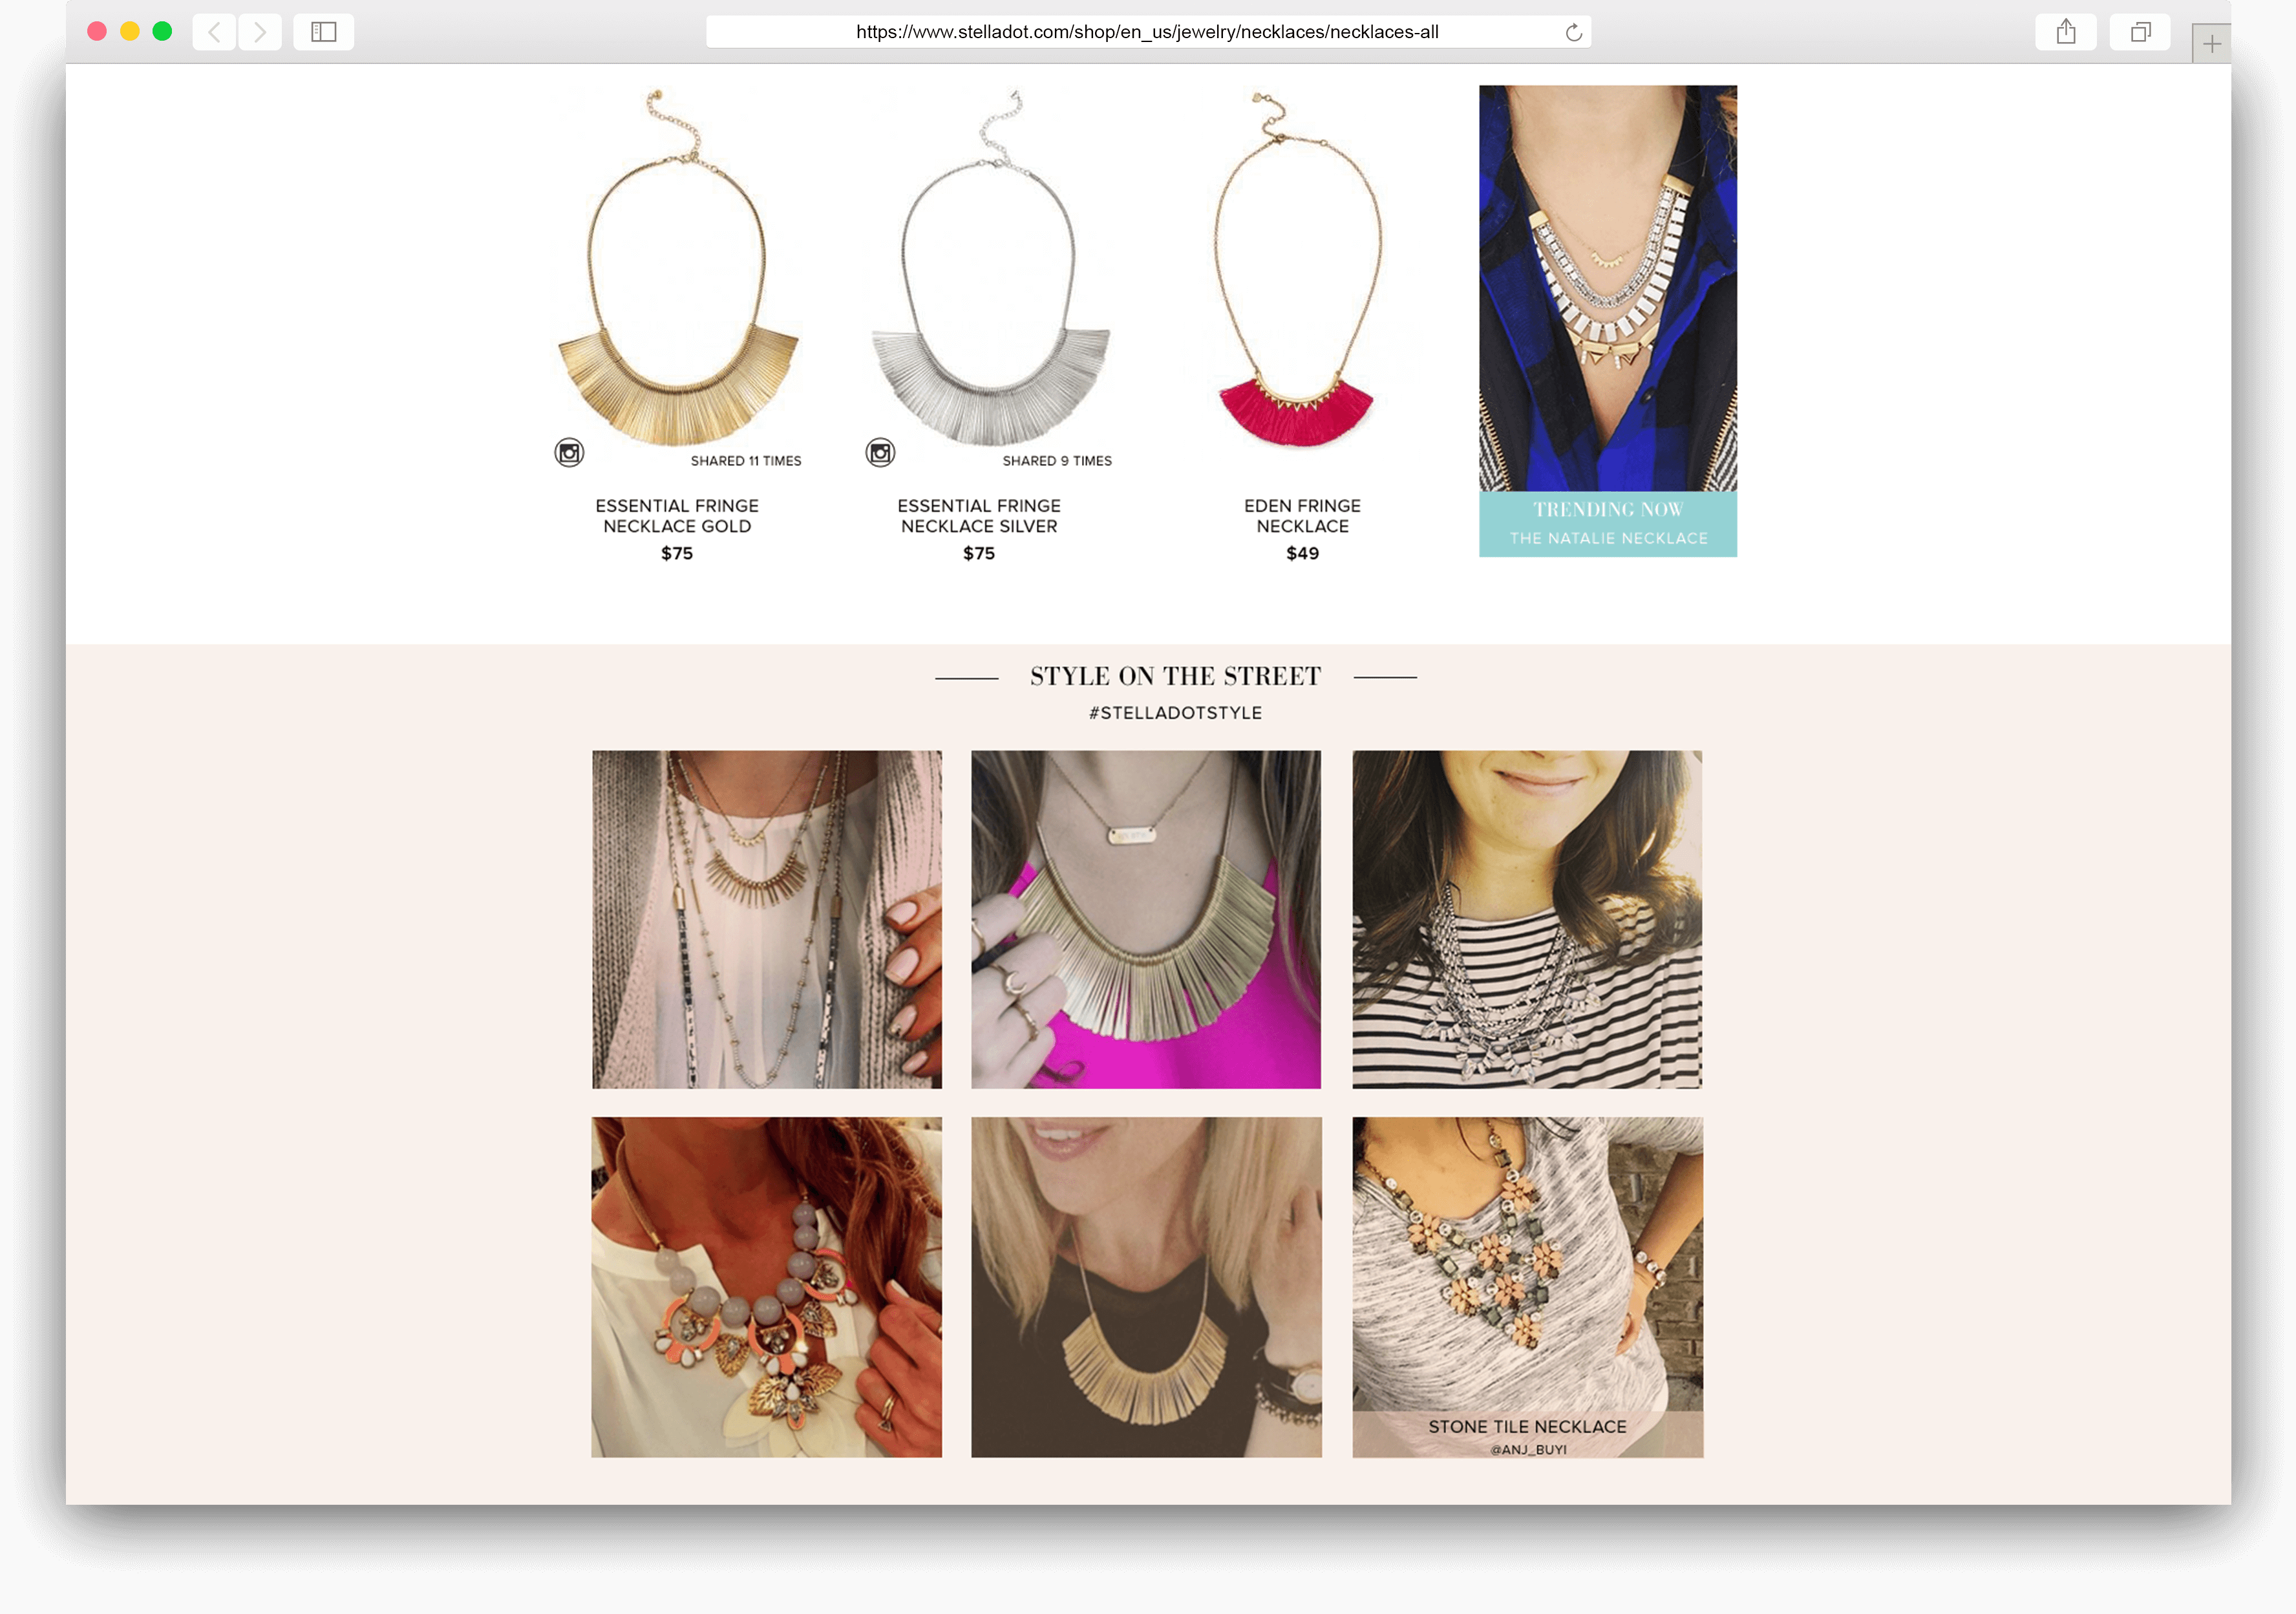 https://www.stelladot.com/shop/en_us/jewelry/necklaces/necklaces-all
SHARED 11 TIMES
SHARED 9 TIMES
ESSENTIAL FRINGE
NECKLACE GOLD
$75
ESSENTIAL FRINGE
NECKLACE SILVER
$75
EDEN FRINGE
NECKLACE
$49
TRENDING NOW
THE NATALIE NECKLACE
STYLE ON THE STREET
#STELLADOTSTYLE
STONE TILE NECKLACE
@ANJ_BUYI